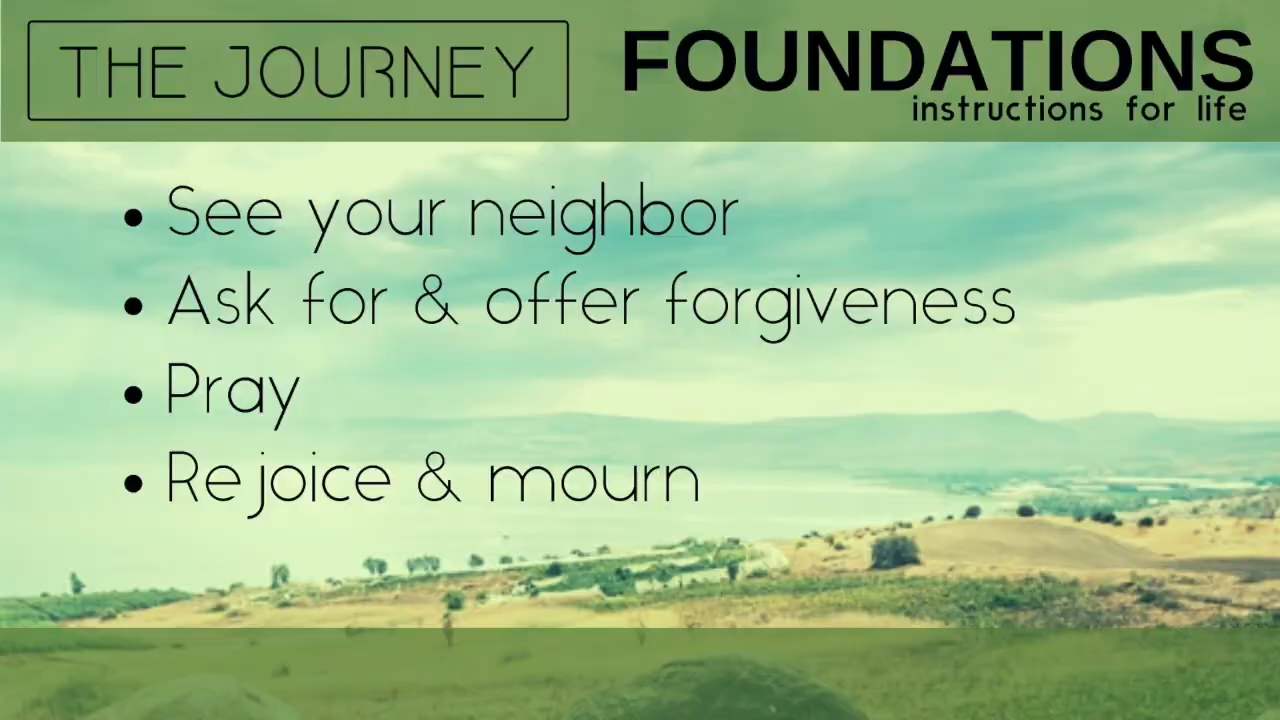 THE JOURNEY
FOUNDATIONS
instructions for life
• See your neighbor
• Ask for & offer forgiveness
• Pray
• Rejoice & mourn